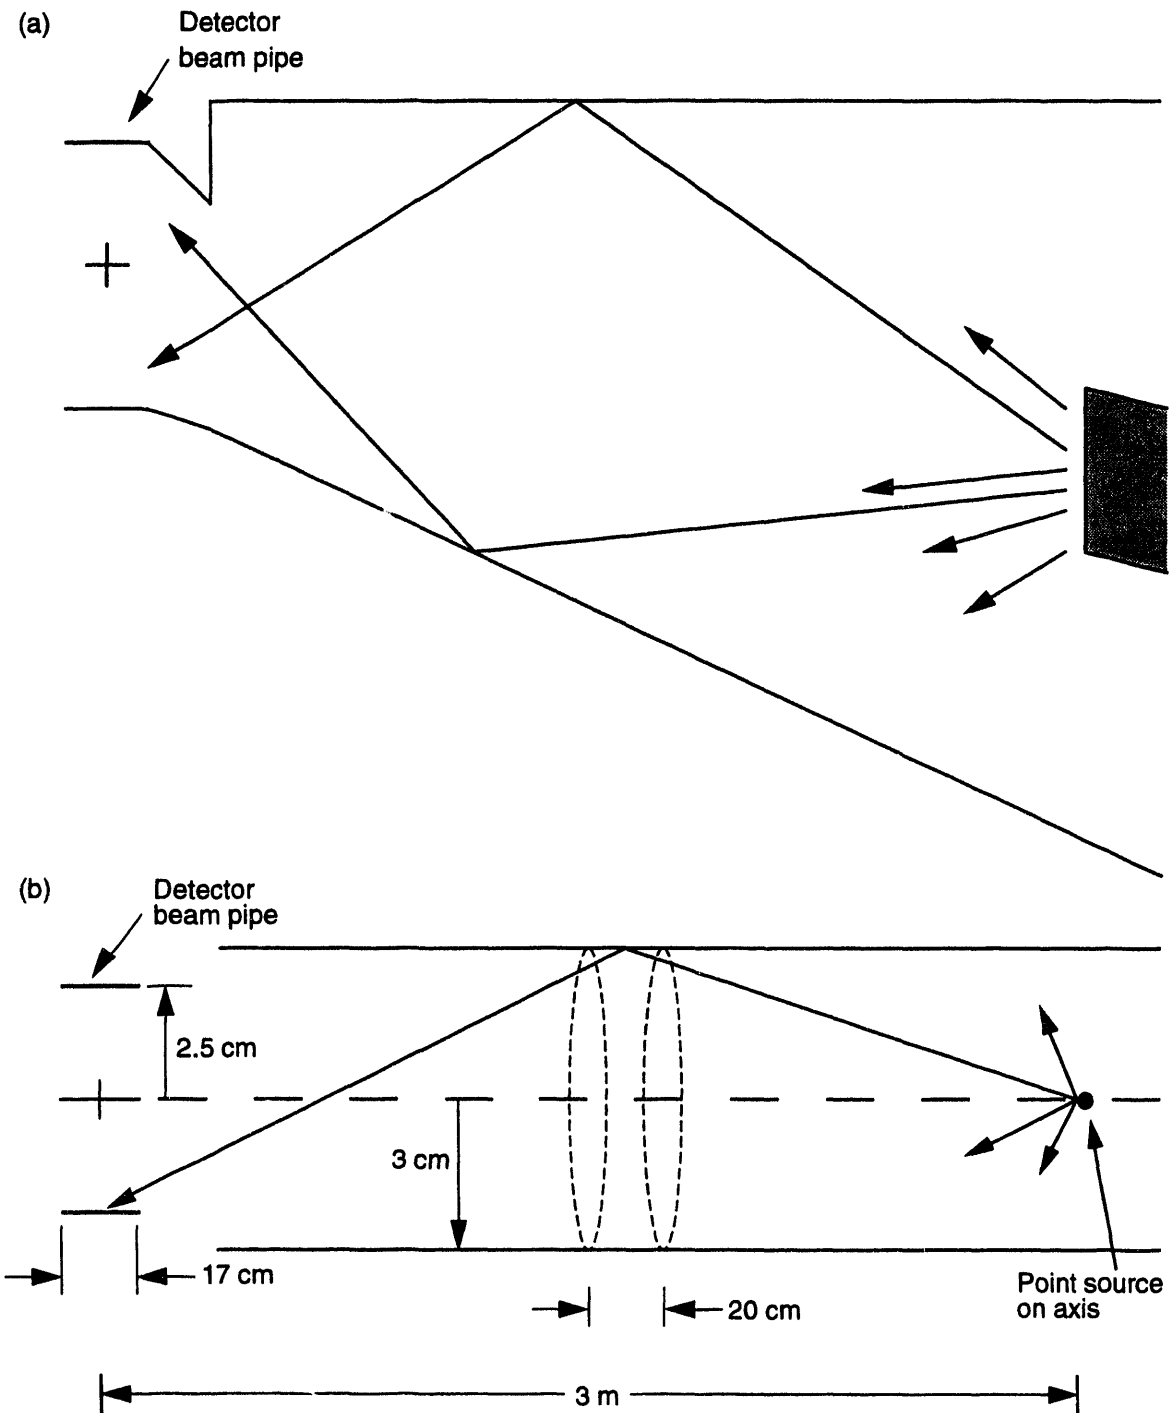 (a)
Detector
beam pipe
(b)
Detector
beam pipe
2.5 cm
3 cm
17 cm
20 cm
Point source
on axis
3 m